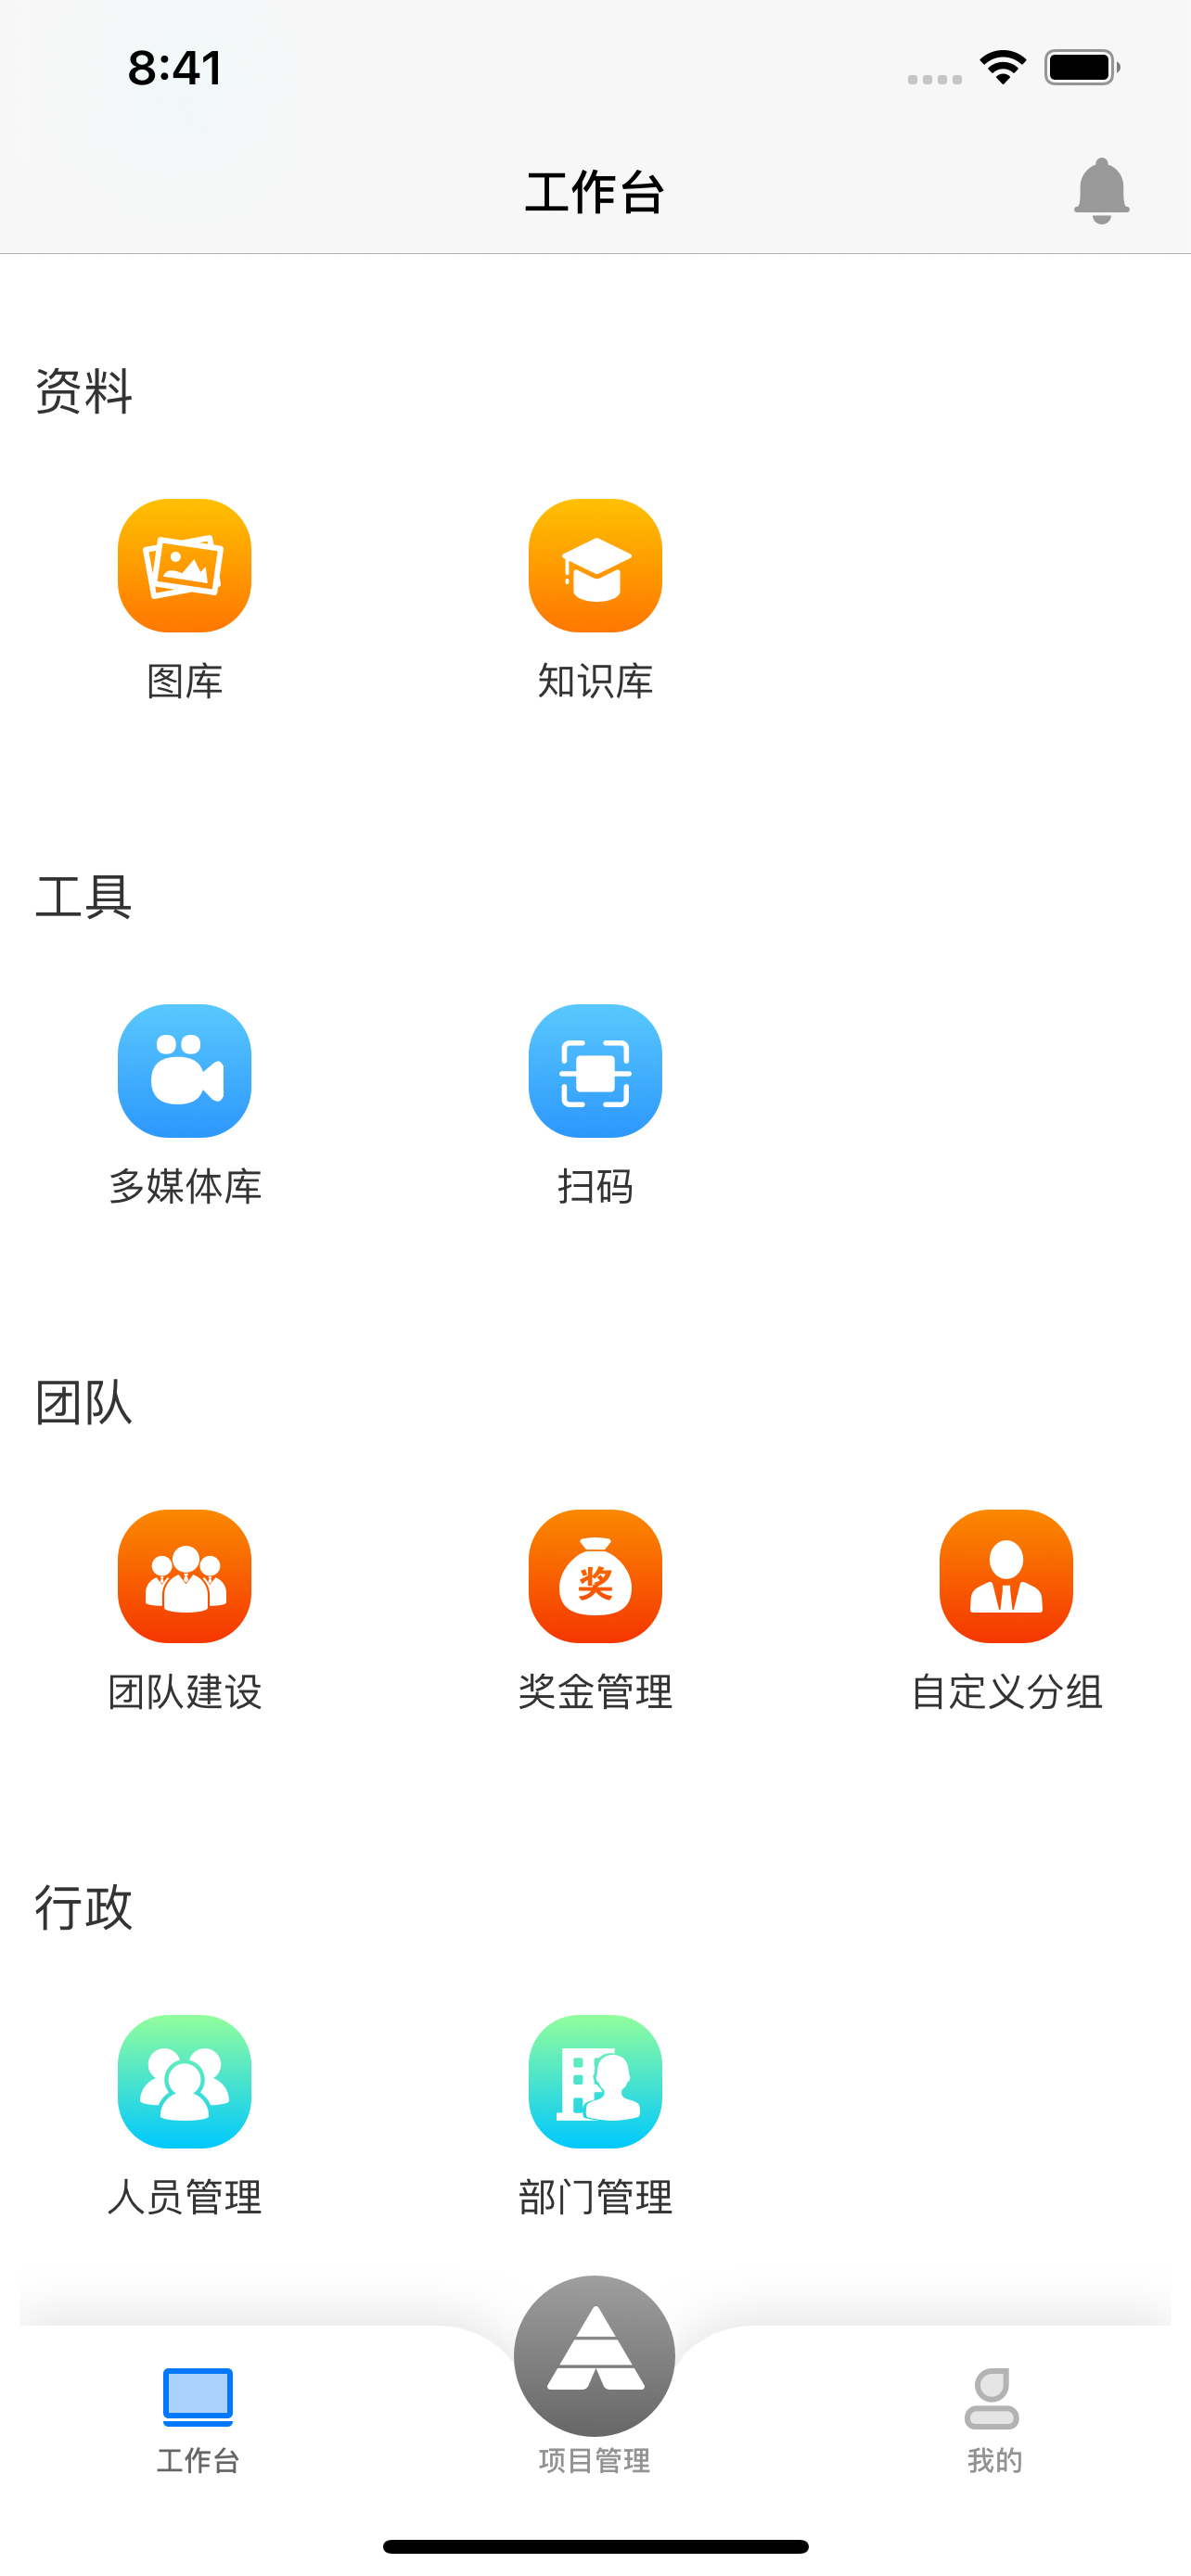 8:41
工作台
资料
图库 知识库
工具
多媒体库 扫码
团队
奖
团队建设 奖金管理 自定义分组
行政
人员管理 部门管理
工作台 项目管理 我的